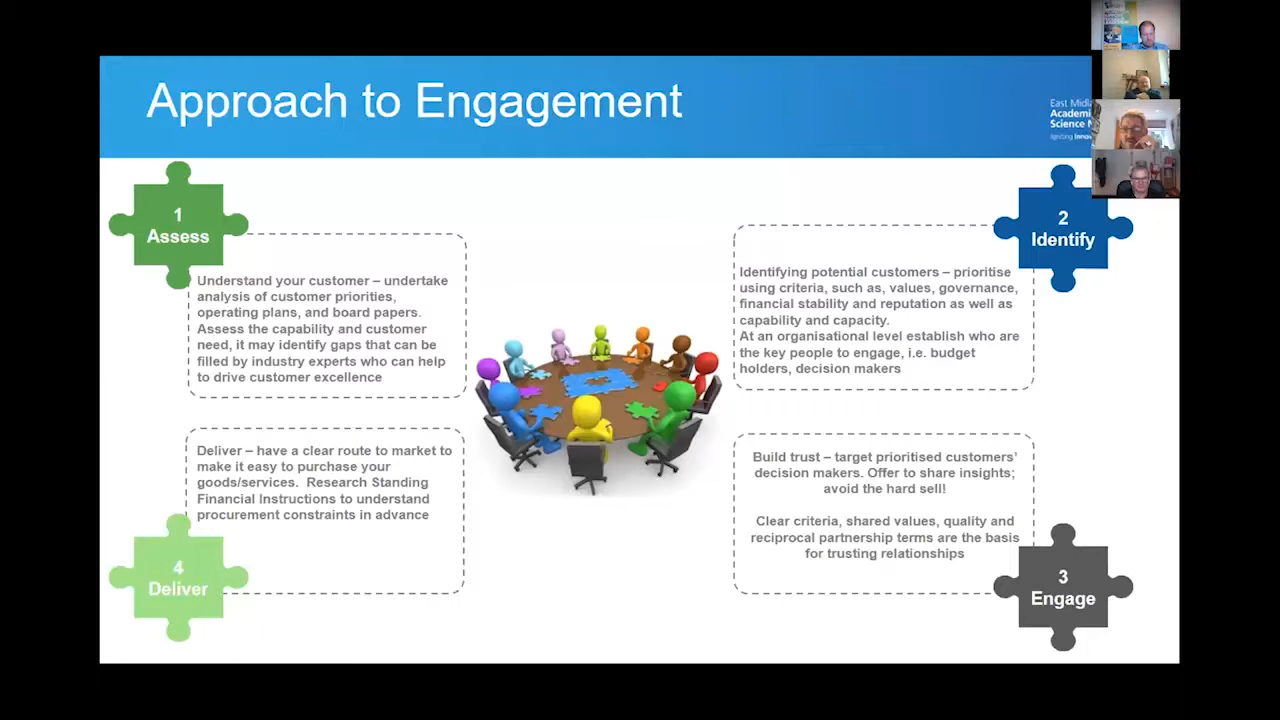 Approach to Engagement
East
Academi
Science
Igniting
1
Assess
Understand your customer – undertake
analysis of customer priorities,
operating plans, and board papers.
Assess the capability and customer
need, it may identify gaps that can be
filled by industry experts who can help
to drive customer excellence
2
Identify
Identifying potential customers – prioritise
using criteria, such as, values, governance,
financial stability and reputation as well as
capability and capacity.
At an organisational level establish who are
the key people to engage, i.e. budget
holders, decision makers
Build trust – target prioritised customers’
decision makers. Offer to share insights;
avoid the hard sell!
Clear criteria, shared values, quality and
reciprocal partnership terms are the basis
for trusting relationships
3
Engage
Deliver – have a clear route to market to
make it easy to purchase your
goods/services. Research Standing
Financial Instructions to understand
procurement constraints in advance
4
Deliver